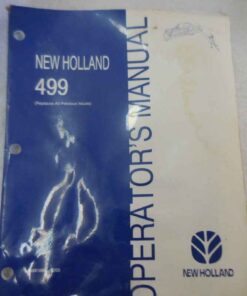 NEW HOLLAND
499
(Replaces All Previous Issues)
OPERATOR'S MANUAL
NEW HOLLAND